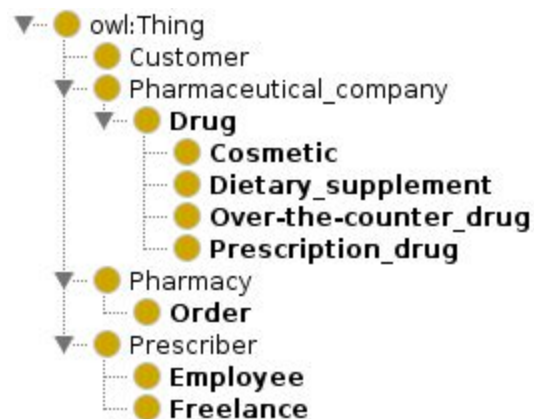 owl:Thing
Customer
Pharmaceutical_company
Drug
Cosmetic
Dietary_supplement
Over-the-counter_drug
Prescription_drug
Pharmacy
Order
Prescriber
Employee
Freelance